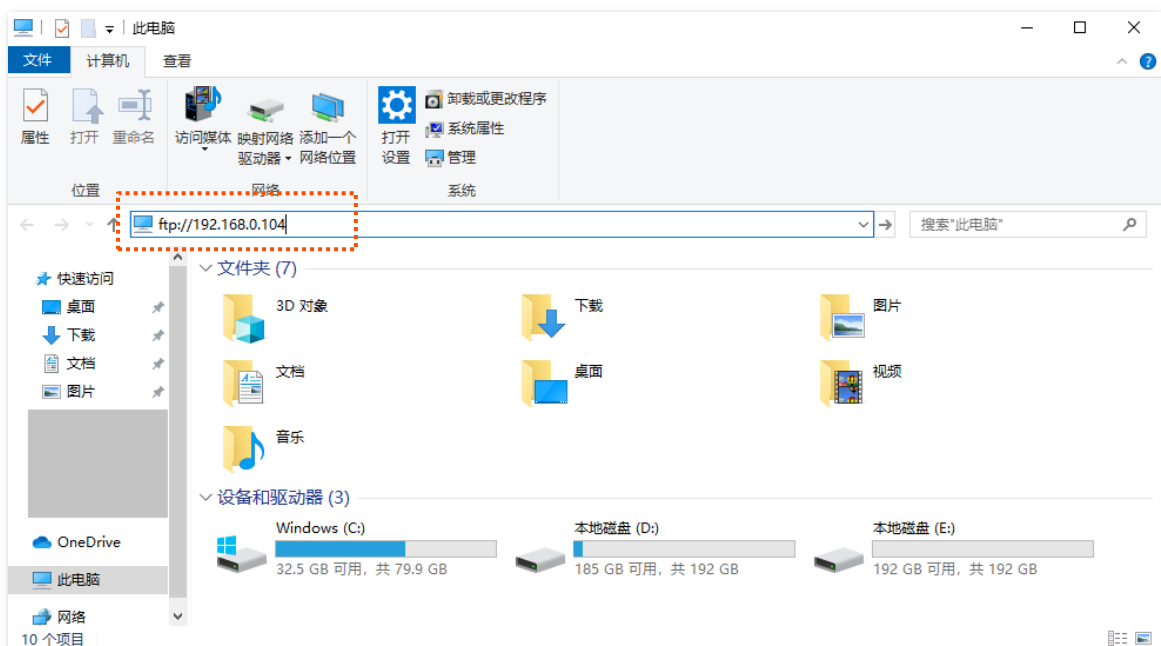 此电脑
文件 计算机 查看
属性 打开 重命名 访问媒体 映射网络驱动器 添加一个网络位置 打开设置 卸载或更改程序
系统属性
管理
位置 网络 系统
ftp://192.168.0.104 搜索"此电脑"
快速访问
桌面
下载
文档
图片
OneDrive
此电脑
网络
文件夹 (7)
3D 对象 下载 图片
文档 桌面 视频
音乐
设备和驱动器 (3)
Windows (C:) 本地磁盘 (D:) 本地磁盘 (E:)
32.5 GB 可用，共 79.9 GB 185 GB 可用，共 192 GB 192 GB 可用，共 192 GB
10 个项目